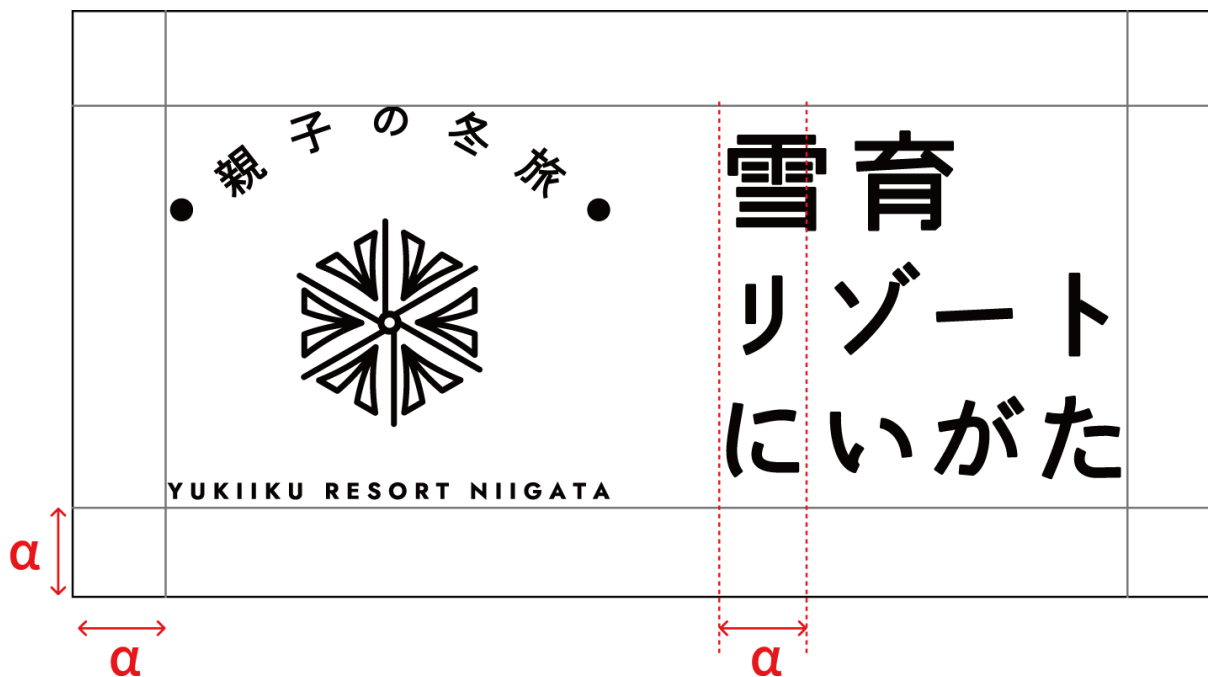 親子の冬旅
YUKIIKU RESORT NIIGATA
雪育
リゾート
にいがた
α
α
α